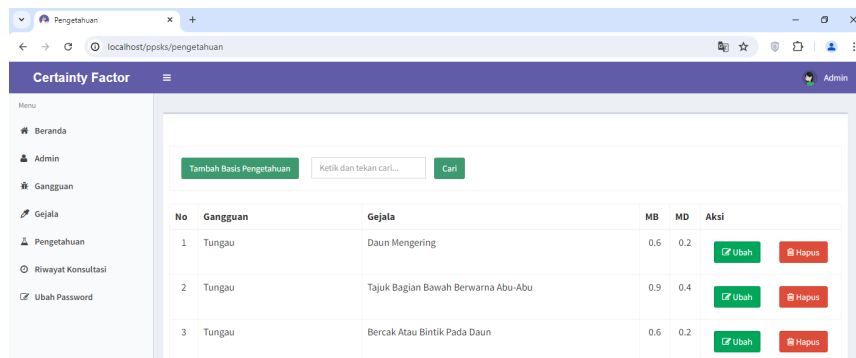 Pengetahuan
localhost/ppsks/pengetahuan
Certainty Factor
Admin
Menu
Beranda
Admin
Gangguan
Gejala
Pengetahuan
Riwayat Konsultasi
Ubah Password
Tambah Basis Pengetahuan Ketik dan tekan cari... Cari
No Gangguan Gejala MB MD Aksi
1 Tungau Daun Mengering 0.6 0.2 Ubah Hapus
2 Tungau Tajuk Bagian Bawah Berwarna Abu-Abu 0.9 0.4 Ubah Hapus
3 Tungau Bercak Atau Bintik Pada Daun 0.6 0.2 Ubah Hapus